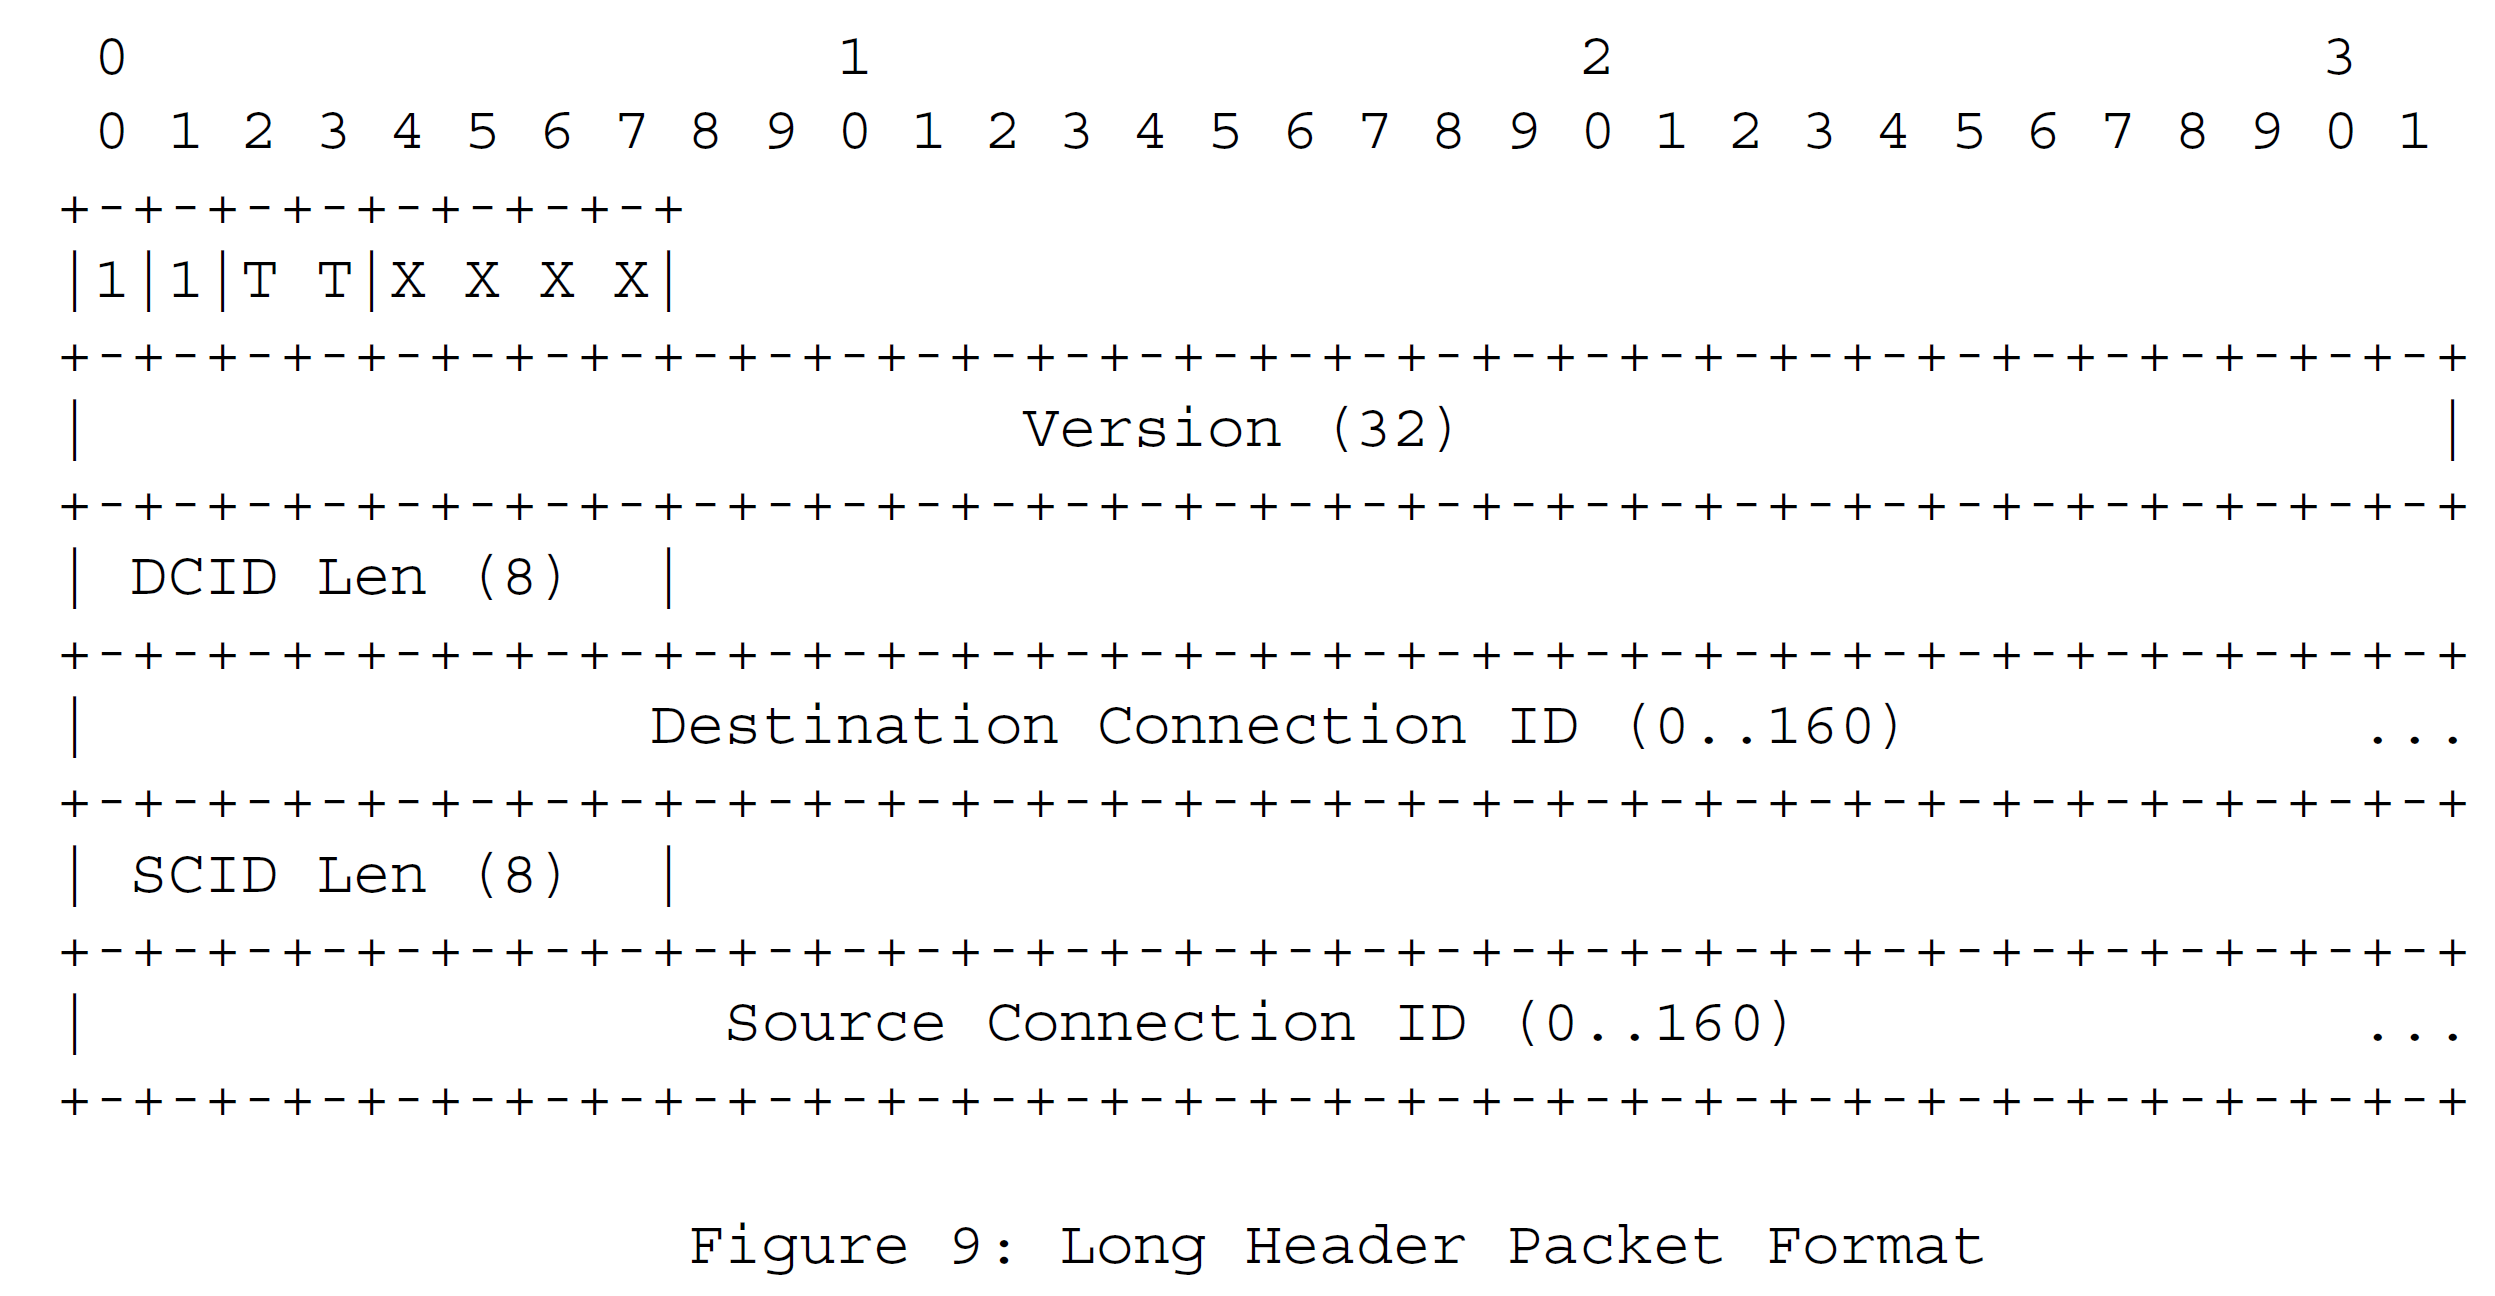 0                   1                   2                   3
 0 1 2 3 4 5 6 7 8 9 0 1 2 3 4 5 6 7 8 9 0 1 2 3 4 5 6 7 8 9 0 1
+-+-+-+-+-+-+-+-+
|1|1|T T|X X X X|
+-+-+-+-+-+-+-+-+-+-+-+-+-+-+-+-+-+-+-+-+-+-+-+-+-+-+-+-+-+-+-+-+
|                         Version (32)                          |
+-+-+-+-+-+-+-+-+-+-+-+-+-+-+-+-+-+-+-+-+-+-+-+-+-+-+-+-+-+-+-+-+
| DCID Len (8)  |
+-+-+-+-+-+-+-+-+-+-+-+-+-+-+-+-+-+-+-+-+-+-+-+-+-+-+-+-+-+-+-+-+
|               Destination Connection ID (0..160)            ...
+-+-+-+-+-+-+-+-+-+-+-+-+-+-+-+-+-+-+-+-+-+-+-+-+-+-+-+-+-+-+-+-+
| SCID Len (8)  |
+-+-+-+-+-+-+-+-+-+-+-+-+-+-+-+-+-+-+-+-+-+-+-+-+-+-+-+-+-+-+-+-+
|                 Source Connection ID (0..160)               ...
+-+-+-+-+-+-+-+-+-+-+-+-+-+-+-+-+-+-+-+-+-+-+-+-+-+-+-+-+-+-+-+-+
Figure 9: Long Header Packet Format